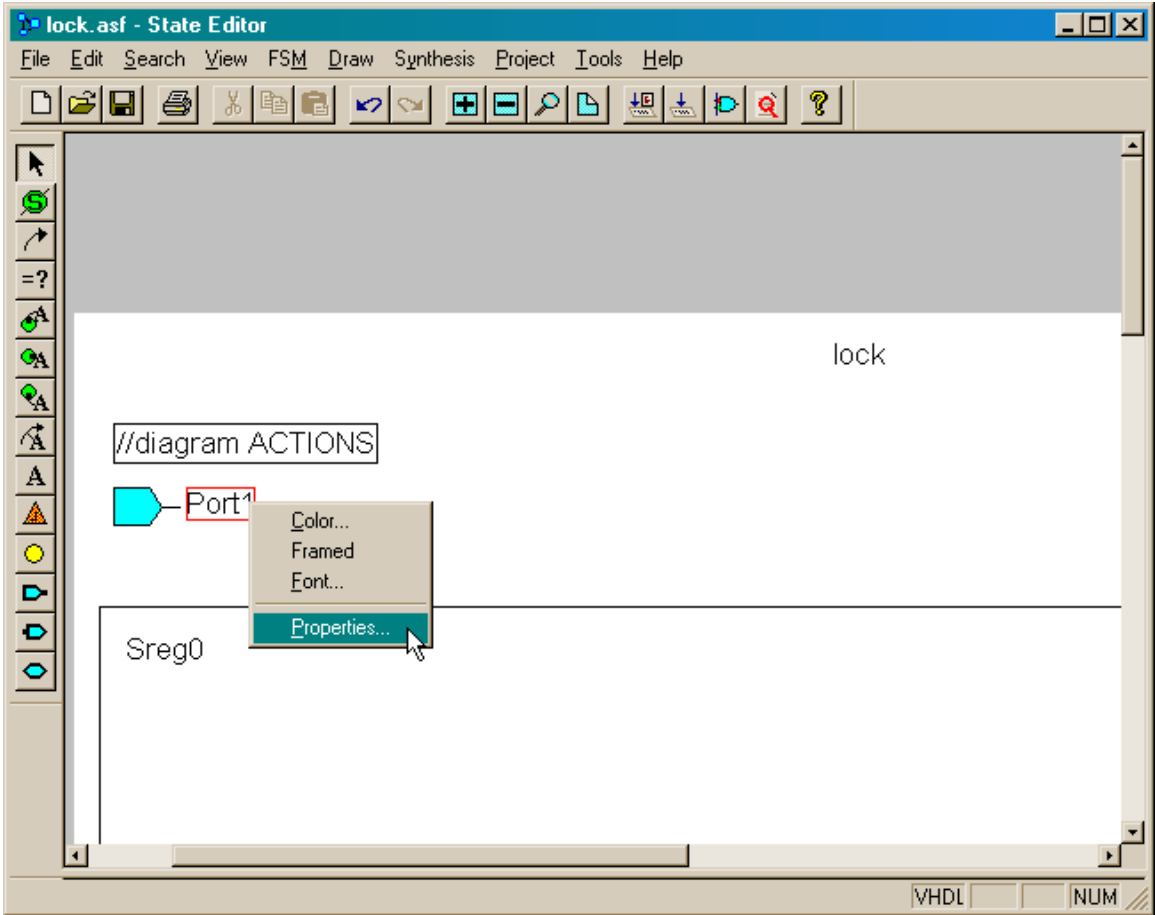 lock.asf - State Editor
File Edit Search View FSM Draw Synthesis Project Tools Help
=?
A
lock
//diagram ACTIONS
Port1
Color...
Framed
Font...
Properties...
Sreg0
VHDL NUM